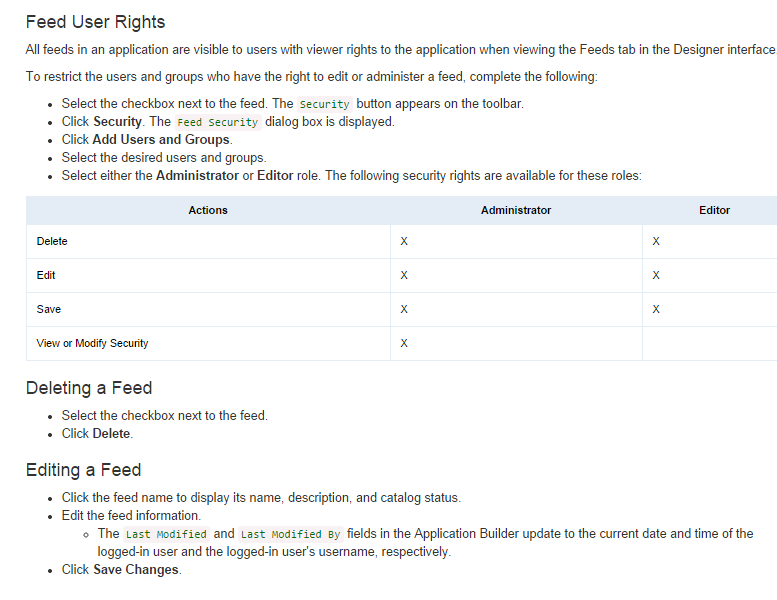 Feed User Rights
All feeds in an application are visible to users with viewer rights to the application when viewing the Feeds tab in the Designer interface
To restrict the users and groups who have the right to edit or administer a feed, complete the following:
• Select the checkbox next to the feed. The Security button appears on the toolbar.
• Click Security. The Feed Security dialog box is displayed.
• Click Add Users and Groups.
• Select the desired users and groups.
• Select either the Administrator or Editor role. The following security rights are available for these roles:
Actions Administrator Editor
Delete X X
Edit X X
Save X X
View or Modify Security X
Deleting a Feed
• Select the checkbox next to the feed.
• Click Delete.
Editing a Feed
• Click the feed name to display its name, description, and catalog status.
• Edit the feed information.
◦ The Last Modified and Last Modified By fields in the Application Builder update to the current date and time of the
logged-in user and the logged-in user's username, respectively.
• Click Save Changes.